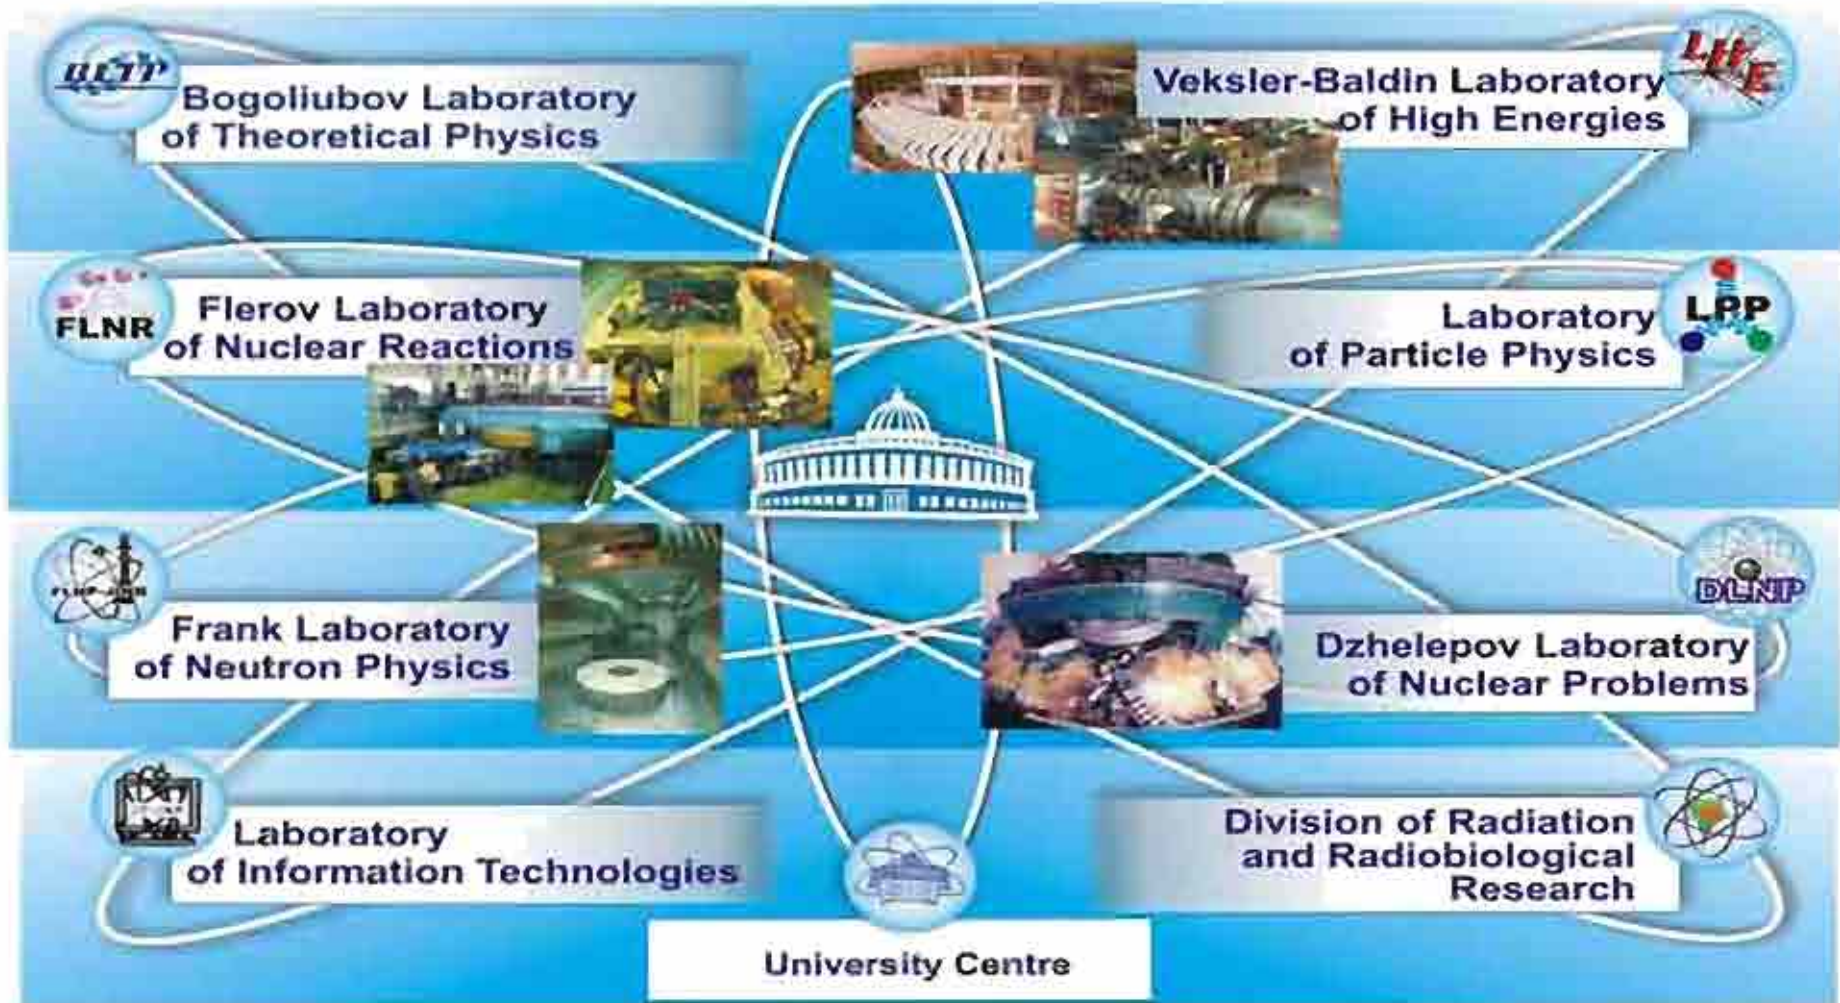 BLTP
Bogoliubov Laboratory
of Theoretical Physics
Veksler-Baldin Laboratory
of High Energies
LHE
FLNR
Flerov Laboratory
of Nuclear Reactions
Laboratory
of Particle Physics
LPP
Frank Laboratory
of Neutron Physics
DLNP
Dzhelepov Laboratory
of Nuclear Problems
Laboratory
of Information Technologies
Division of Radiation
and Radiobiological
Research
University Centre